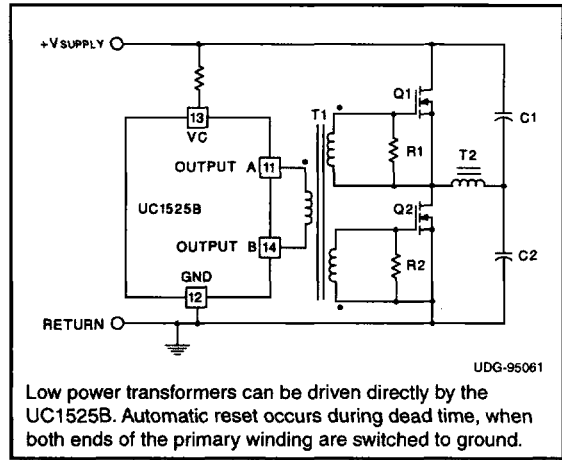 +VSUPPLY
13
VC
Q1
T1
C1
R1
T2
OUTPUT A 11
UC1525B
Q2
OUTPUT B 14
C2
GND
R2
12
RETURN
UDG-95061
Low power transformers can be driven directly by the
UC1525B. Automatic reset occurs during dead time, when
both ends of the primary winding are switched to ground.